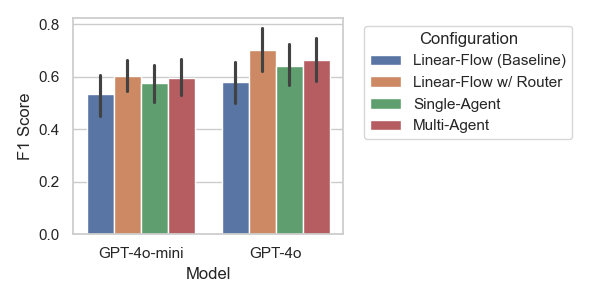 0.8
0.6
0.4
0.2
0.0
F1 Score
GPT-4o-mini
GPT-4o
Model
Configuration
Linear-Flow (Baseline)
Linear-Flow w/ Router
Single-Agent
Multi-Agent